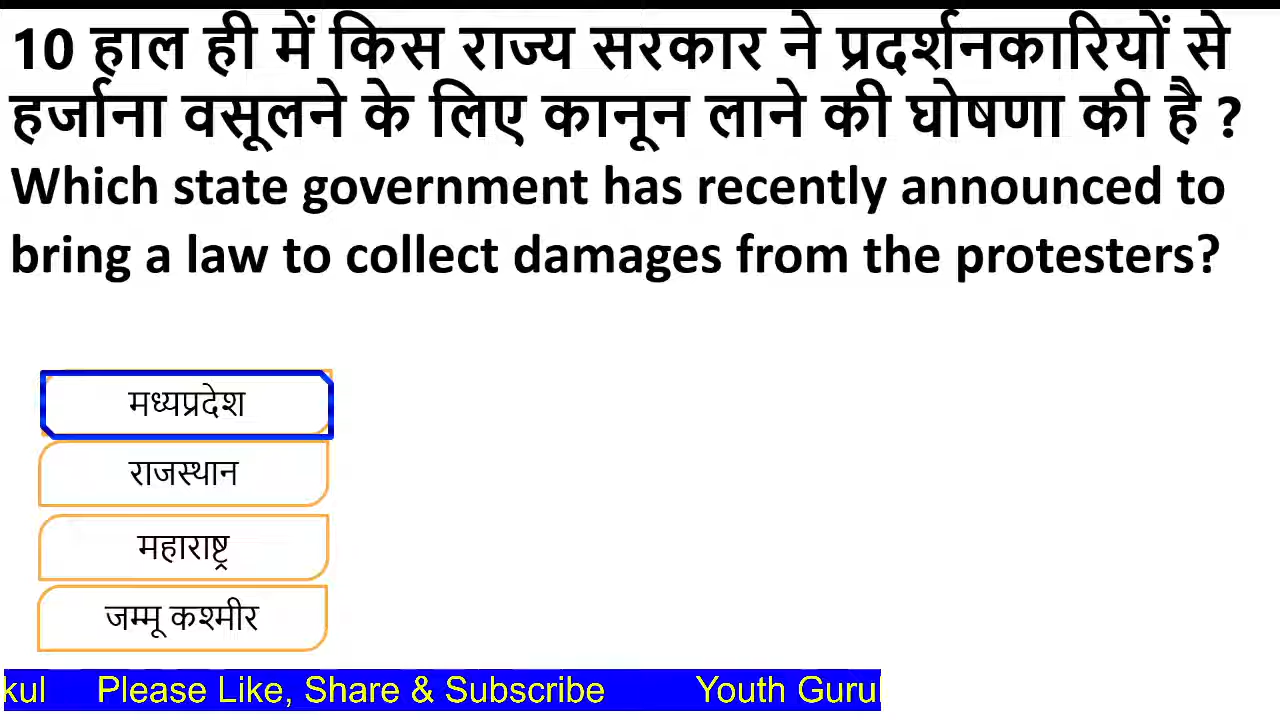 10 हाल ही में किस राज्य सरकार ने प्रदर्शनकारियों से
हर्जाना वसूलने के लिए कानून लाने की घोषणा की है ?
Which state government has recently announced to
bring a law to collect damages from the protesters?
मध्यप्रदेश
राजस्थान
महाराष्ट्र
जम्मू कश्मीर
kul Please Like, Share & Subscribe Youth Guru